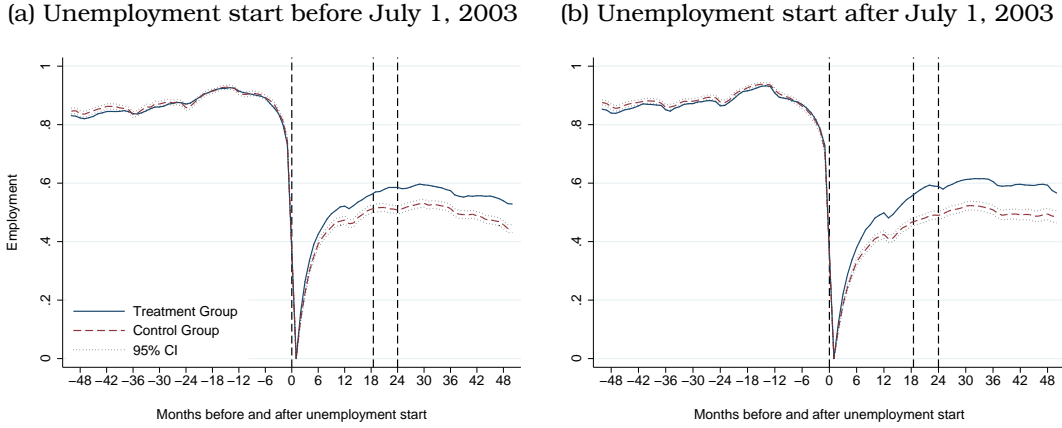 (a) Unemployment start before July 1, 2003
1
.8
.6
.4
.2
0
Employment
Treatment Group
Control Group
95% CI
−48 −42 −36 −30 −24 −18 −12 −6 0 6 12 18 24 30 36 42 48
Months before and after unemployment start
(b) Unemployment start after July 1, 2003
1
.8
.6
.4
.2
0
−48 −42 −36 −30 −24 −18 −12 −6 0 6 12 18 24 30 36 42 48
Months before and after unemployment start